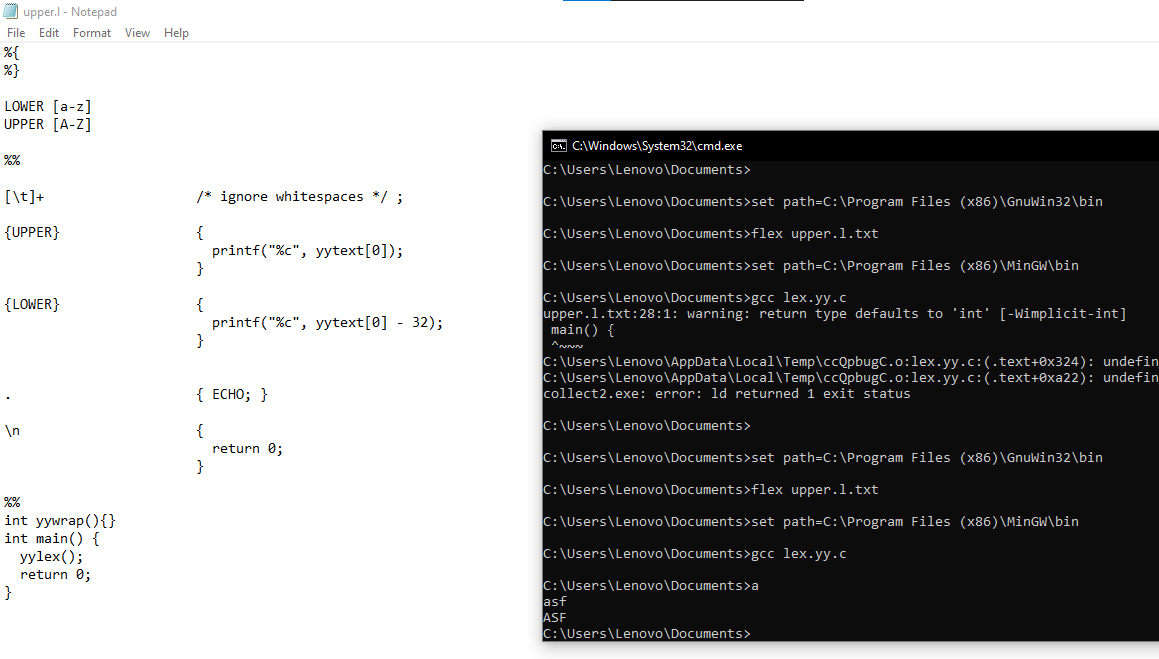 upper.l - Notepad
File Edit Format View Help
%{
%}
LOWER [a-z]
UPPER [A-Z]
%%
[\t]+ /* ignore whitespaces */ ;
{UPPER} {
printf("%c", yytext[0]);
}
{LOWER} {
printf("%c", yytext[0] - 32);
}
. { ECHO; }
\n {
return 0;
}
%%
int yywrap(){}
int main() {
yylex();
return 0;
}
C:\Windows\System32\cmd.exe
C:\Users\Lenovo\Documents>
C:\Users\Lenovo\Documents>set path=C:\Program Files (x86)\GnuWin32\bin
C:\Users\Lenovo\Documents>flex upper.l.txt
C:\Users\Lenovo\Documents>set path=C:\Program Files (x86)\MinGW\bin
C:\Users\Lenovo\Documents>gcc lex.yy.c
upper.l.txt:28:1: warning: return type defaults to 'int' [-Wimplicit-int]
main() {
^~~~
C:\Users\Lenovo\AppData\Local\Temp\ccQpbugC.o:lex.yy.c:(.text+0x324): undefin
C:\Users\Lenovo\AppData\Local\Temp\ccQpbugC.o:lex.yy.c:(.text+0xa22): undefin
collect2.exe: error: ld returned 1 exit status
C:\Users\Lenovo\Documents>
C:\Users\Lenovo\Documents>set path=C:\Program Files (x86)\GnuWin32\bin
C:\Users\Lenovo\Documents>flex upper.l.txt
C:\Users\Lenovo\Documents>set path=C:\Program Files (x86)\MinGW\bin
C:\Users\Lenovo\Documents>gcc lex.yy.c
C:\Users\Lenovo\Documents>a
asf
ASF
C:\Users\Lenovo\Documents>